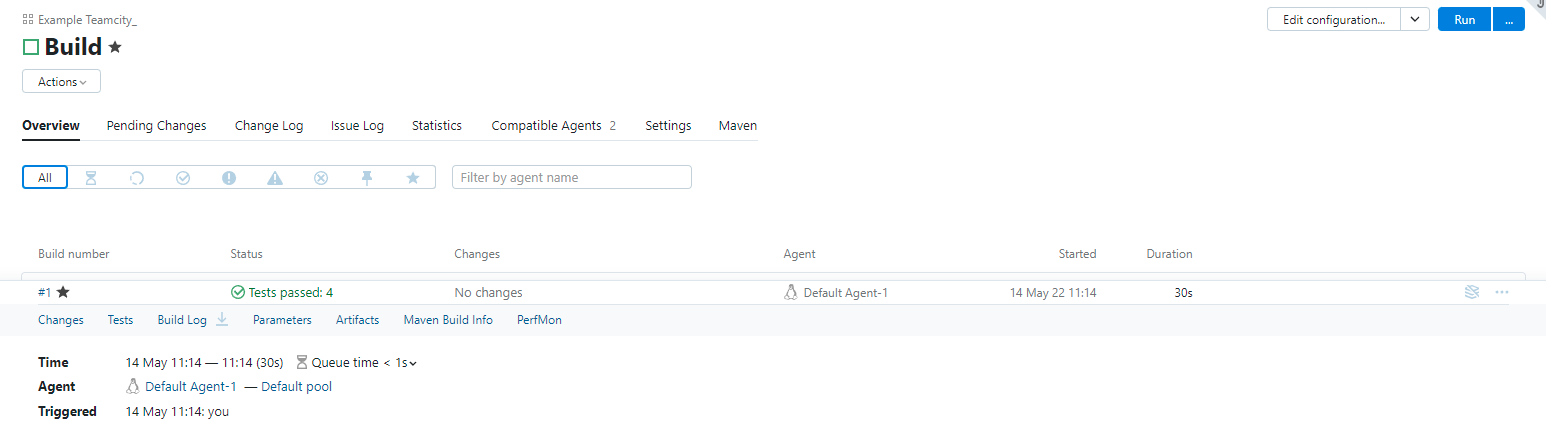 Example Teamcity_
Edit configuration... Run ...
Build
Actions
Overview Pending Changes Change Log Issue Log Statistics Compatible Agents 2 Settings Maven
All Filter by agent name
Build number Status Changes Agent Started Duration
#1 Tests passed: 4 No changes Default Agent-1 14 May 22 11:14 30s
Changes Tests Build Log Parameters Artifacts Maven Build Info PerfMon
Time 14 May 11:14 — 11:14 (30s) Queue time < 1s
Agent Default Agent-1 — Default pool
Triggered 14 May 11:14: you